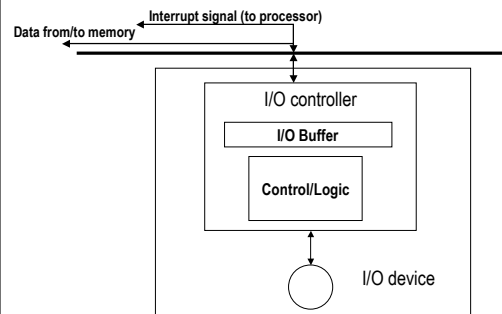 Interrupt signal (to processor)
Data from/to memory
I/O controller
I/O Buffer
Control/Logic
I/O device